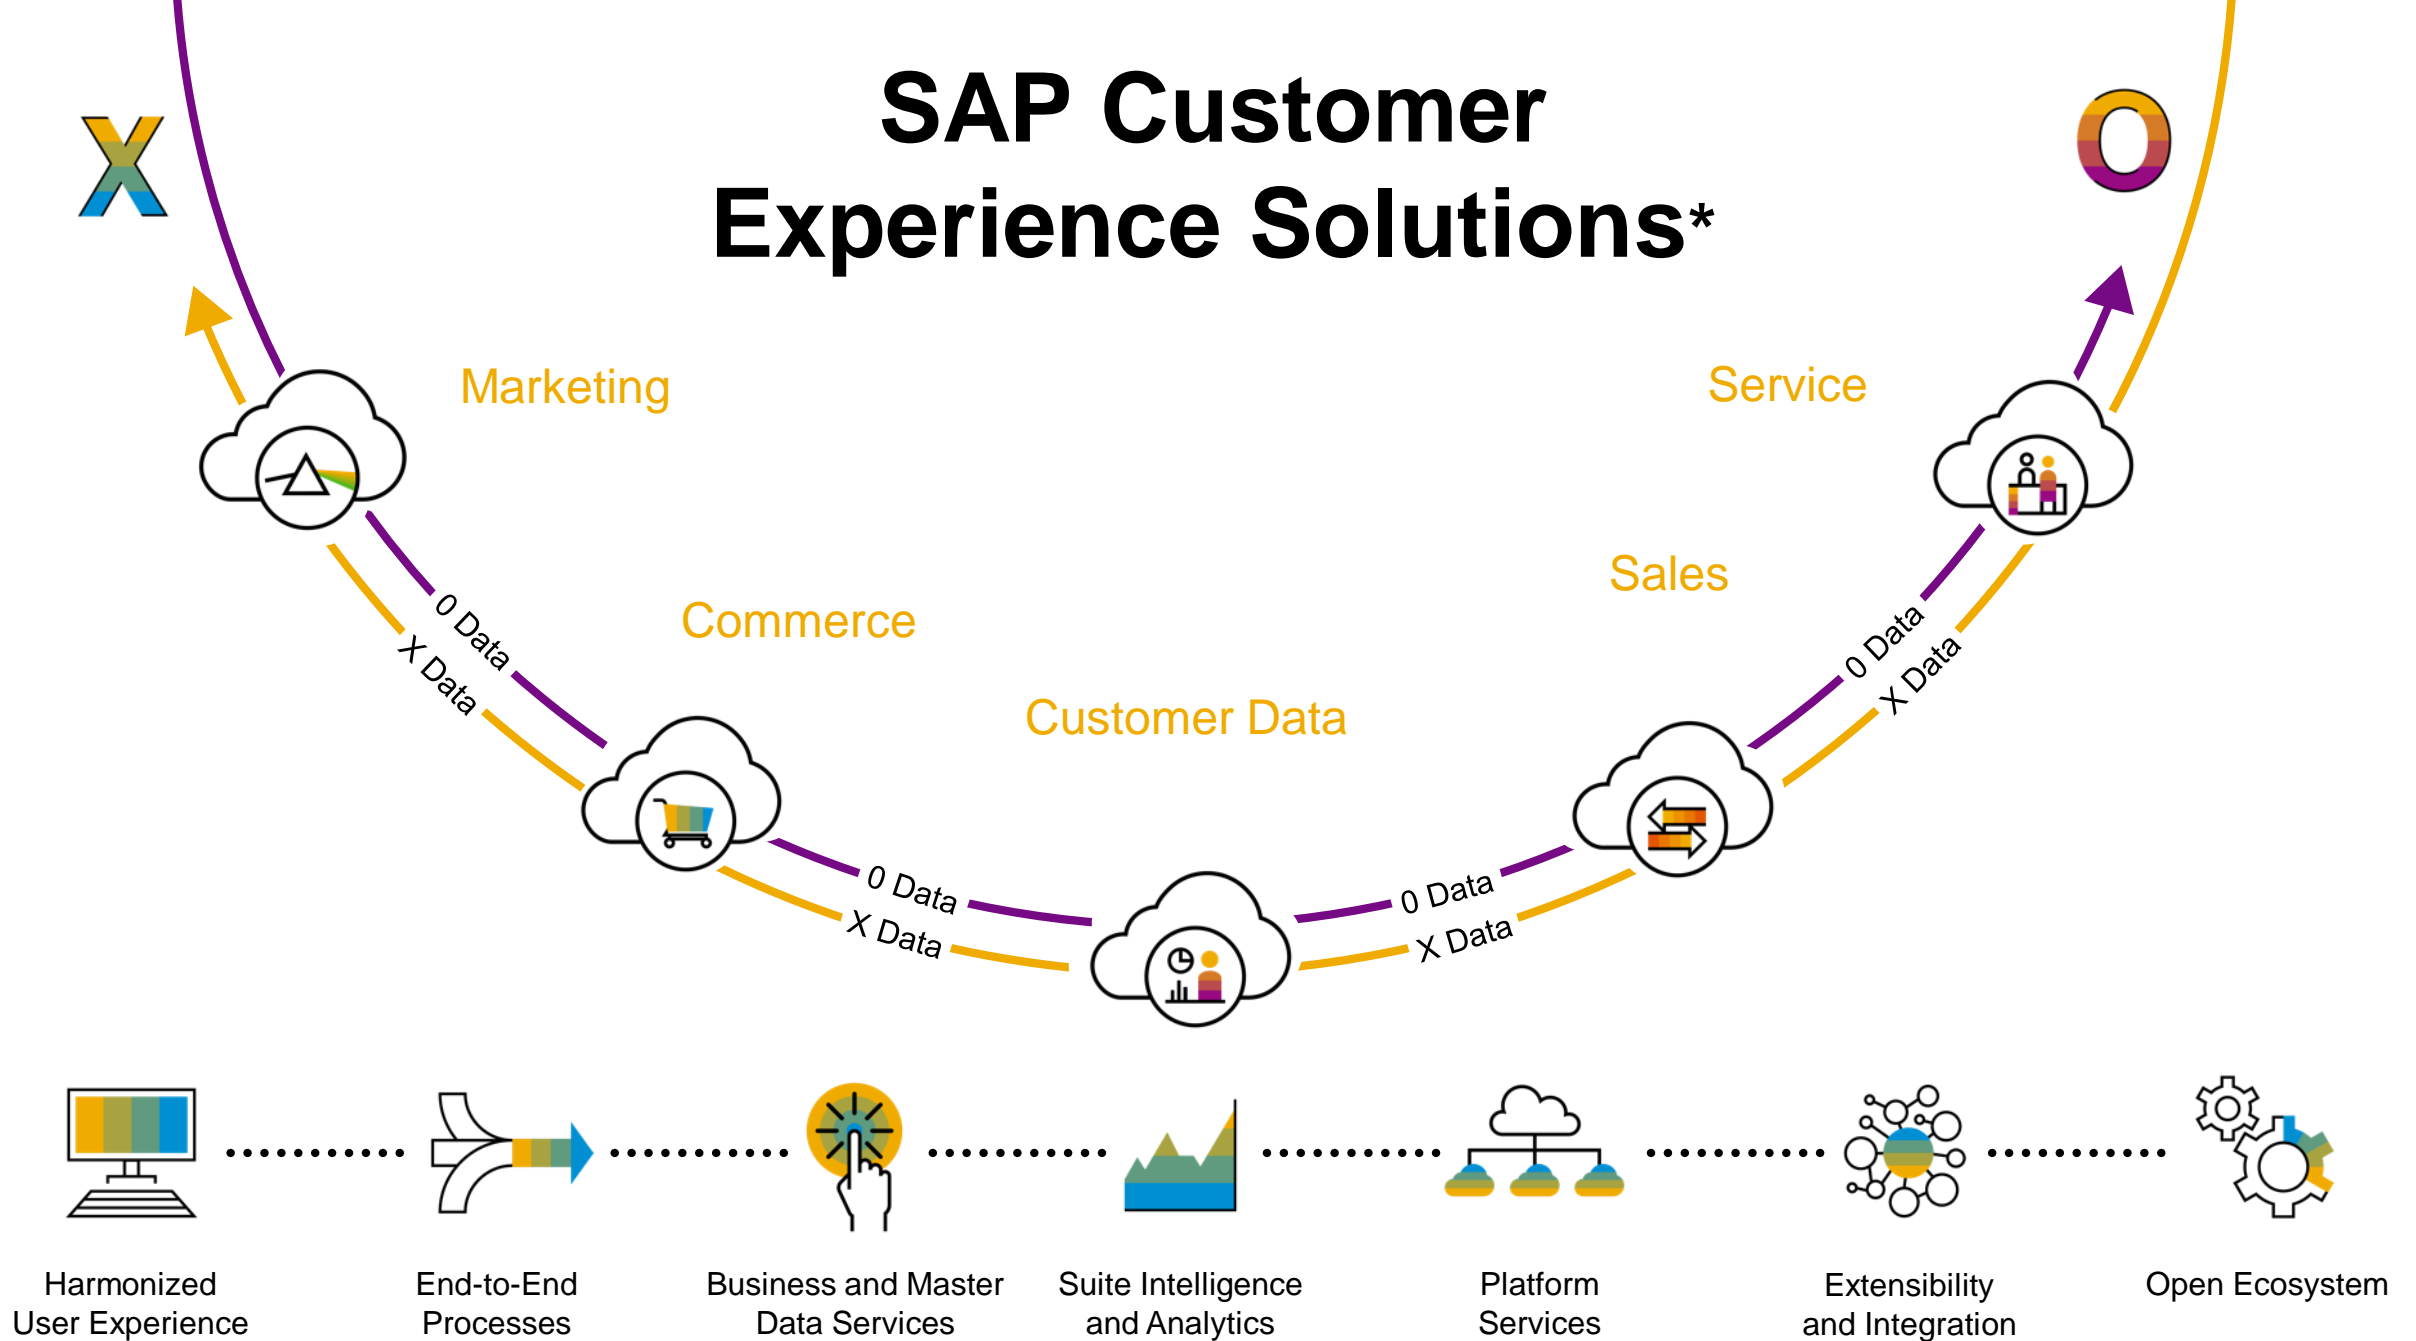 SAP Customer
Experience Solutions*
X
O
Marketing
Service
Commerce
Sales
Customer Data
0 Data
X Data
0 Data
X Data
0 Data
X Data
0 Data
X Data
Harmonized
User Experience
End-to-End
Processes
Business and Master
Data Services
Suite Intelligence
and Analytics
Platform
Services
Extensibility
and Integration
Open Ecosystem